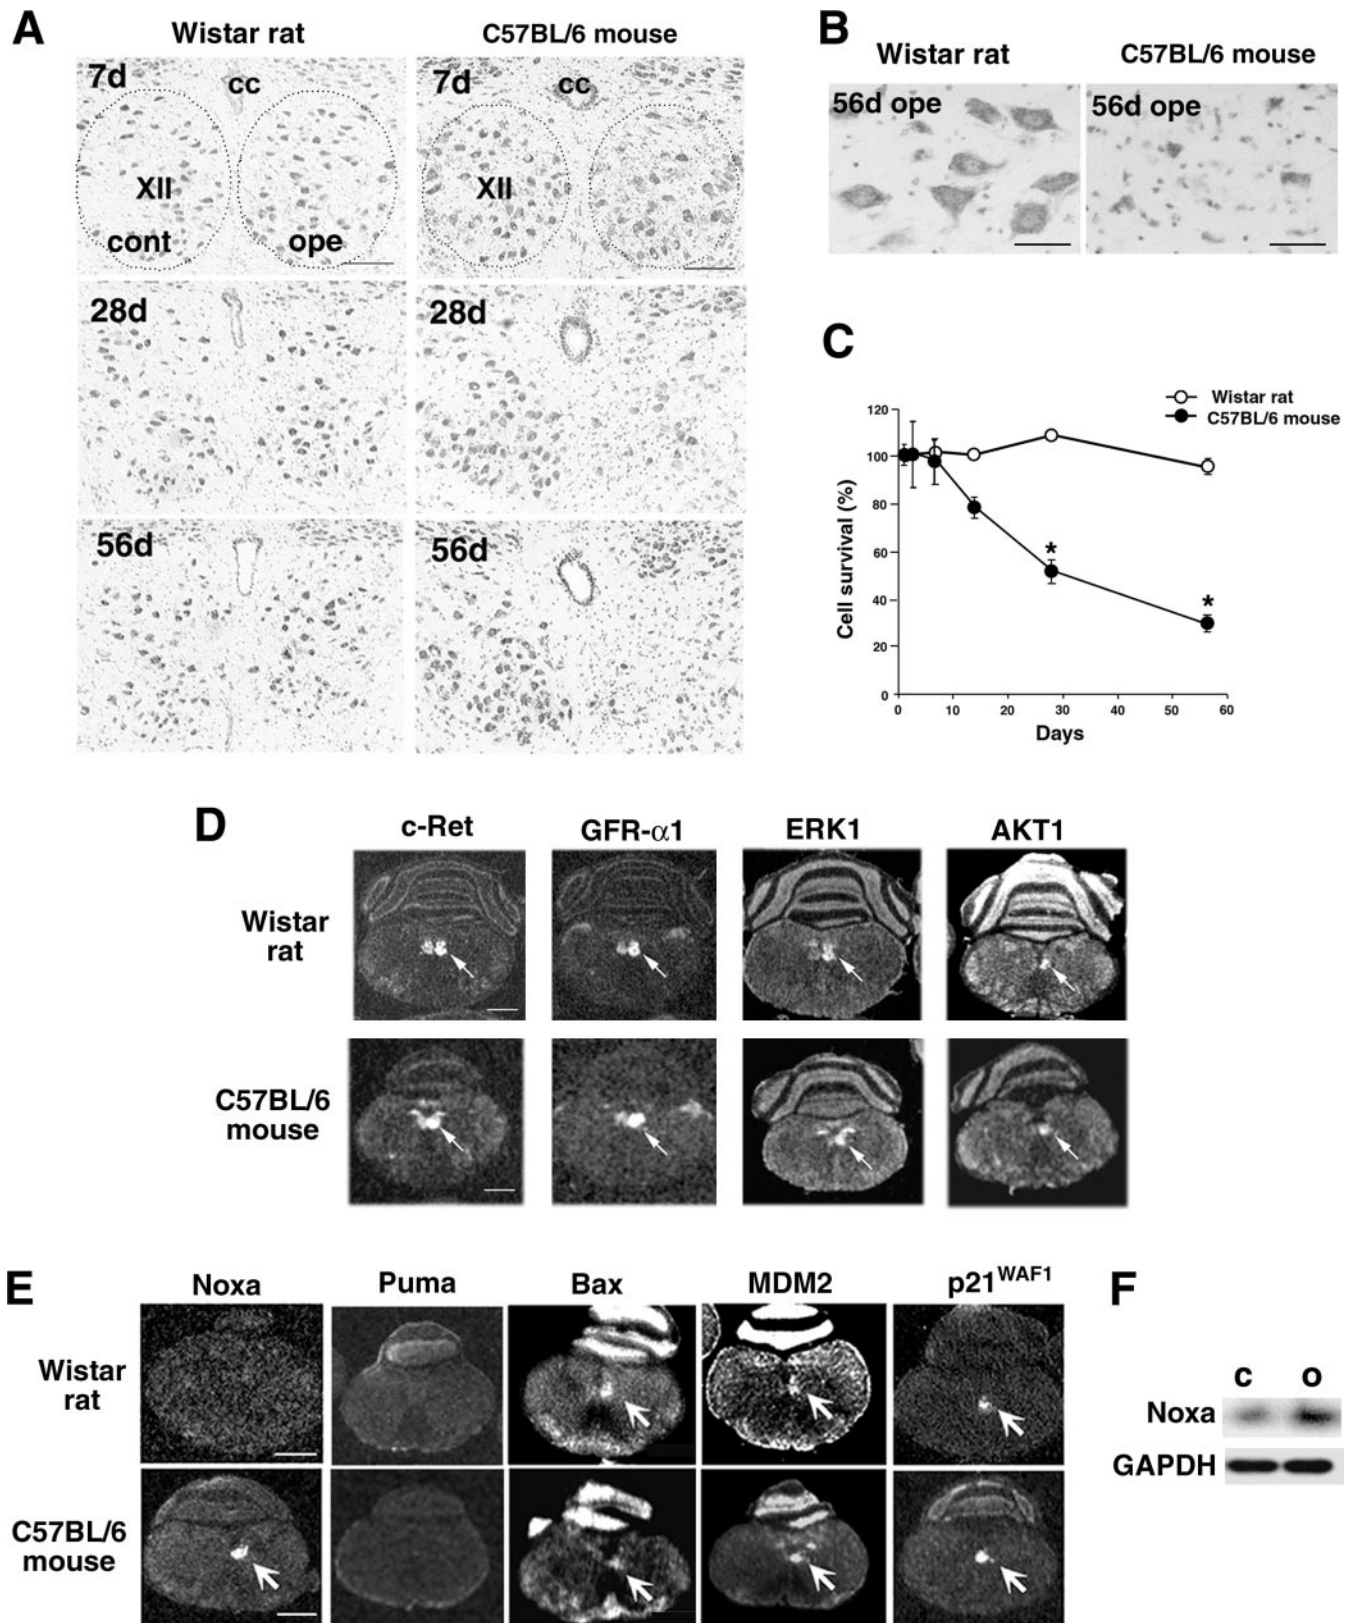 A
Wistar rat
C57BL/6 mouse
7d
cc
XII
cont
ope
7d
cc
XII
28d
28d
56d
56d
B
Wistar rat
C57BL/6 mouse
56d ope
56d ope
C
Wistar rat
C57BL/6 mouse
Cell survival (%)
120
100
80
60
40
20
0
*
*
0 10 20 30 40 50 60
Days
D
c-Ret GFR-α1 ERK1 AKT1
Wistar
rat
C57BL/6
mouse
E
Noxa Puma Bax MDM2 p21WAF1
Wistar
rat
C57BL/6
mouse
F
c o
Noxa
GAPDH